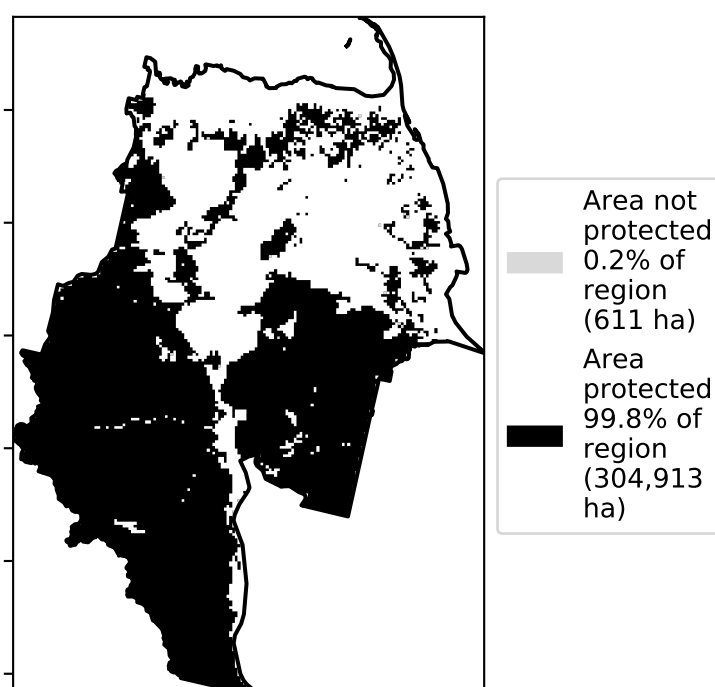 Area not
protected
0.2% of
region
(611 ha)
Area
protected
99.8% of
region
(304,913
ha)